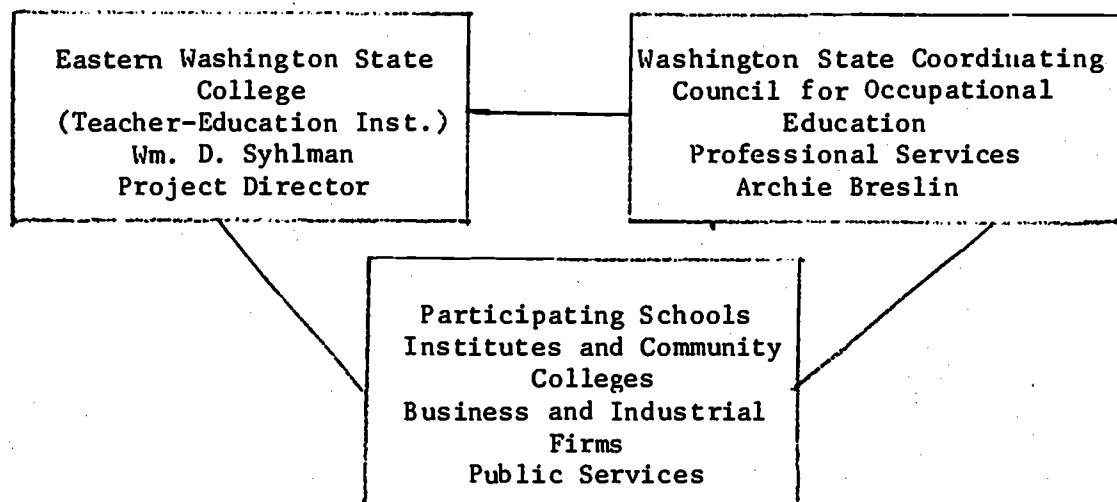 Eastern Washington State
College
(Teacher-Education Inst.)
Wm. D. Syhlman
Project Director
Washington State Coordinating
Council for Occupational
Education
Professional Services
Archie Breslin
Participating Schools
Institutes and Community
Colleges
Business and Industrial
Firms
Public Services